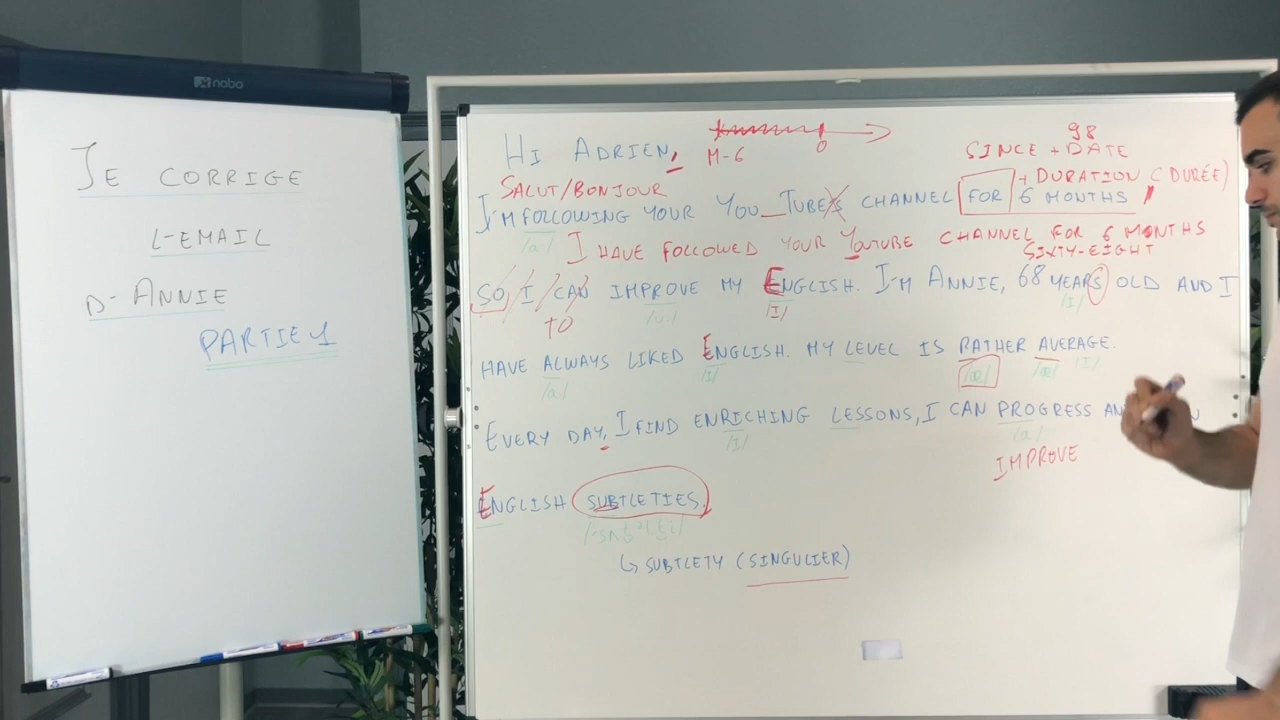 nobo
JE CORRIGE
L-EMAIL
D-ANNIE
PARTIE 1
HI ADRIEN,
M-6
0
98
SINCE + DATE
+ DURATION (DURÉE)
SALUT/BONJOUR
I'M FOLLOWING YOUR YOU_TUBE'S CHANNEL FOR 6 MONTHS
/a/
I HAVE FOLLOWED YOUR YOUTUBE CHANNEL FOR 6 MONTHS
SIXTY-EIGHT
SO, I CAN IMPROVE MY ENGLISH. I'M ANNIE, 68 YEARS OLD AND I
TO
/u:/
/I/
/I/
HAVE ALWAYS LIKED ENGLISH. MY LEVEL IS RATHER AVERAGE.
/a/
/I/
/æ/
/æ/
/I/
EVERY DAY, I FIND ENRICHING LESSONS, I CAN PROGRESS
/I/
/a/
IMPROVE
ENGLISH SUBTLETIES.
SUBTLETY (SINGULIER)